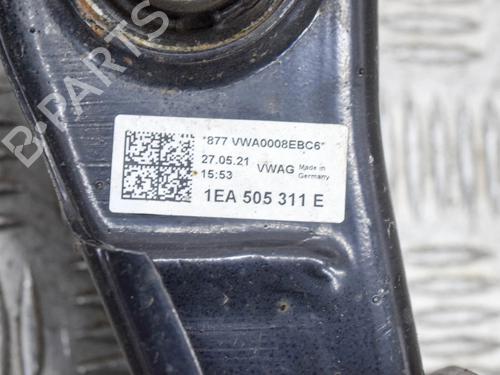 *877 VWA0008EBC6*
27.05.21 VWAG Made in
15:53 Germany
1EA 505 311 E
B-PARTS